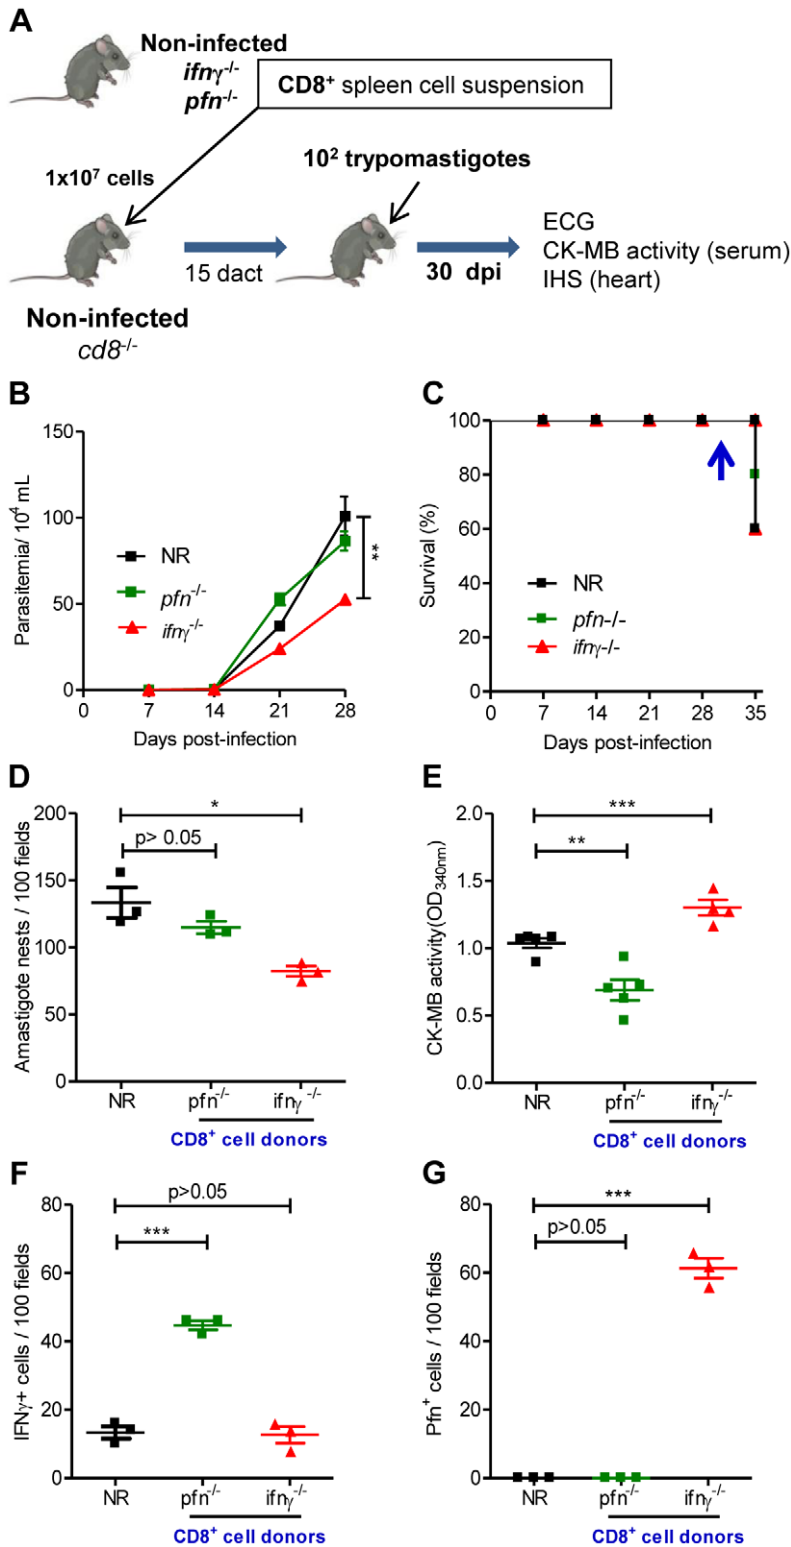 A
Non-infected
ifnγ-/-
pfn-/-
CD8+ spleen cell suspension
1x10⁷ cells
10² trypomastigotes
15 dact
30 dpi
ECG
CK-MB activity (serum)
IHS (heart)
Non-infected
cd8-/-
B
Parasitemia/ 10⁴ mL
150
100
50
0
NR
pfn-/-
ifnγ-/-
**
0 7 14 21 28
Days post-infection
C
Survival (%)
100
80
60
40
20
0
NR
pfn-/-
ifnγ-/-
0 7 14 21 28 35
Days post-infection
D
Amastigote nests / 100 fields
200
150
100
50
0
*
p> 0.05
NR pfn-/- ifnγ -/-
CD8+ cell donors
E
CK-MB activity(OD340nm)
2.0
1.5
1.0
0.5
0.0
***
**
NR pfn-/- ifnγ-/-
CD8+ cell donors
F
IFNγ+ cells / 100 fields
80
60
40
20
0
p>0.05
***
NR pfn-/- ifnγ-/-
CD8+ cell donors
G
Pfn+ cells / 100 fields
80
60
40
20
0
***
p>0.05
NR pfn-/- ifnγ-/-
CD8+ cell donors